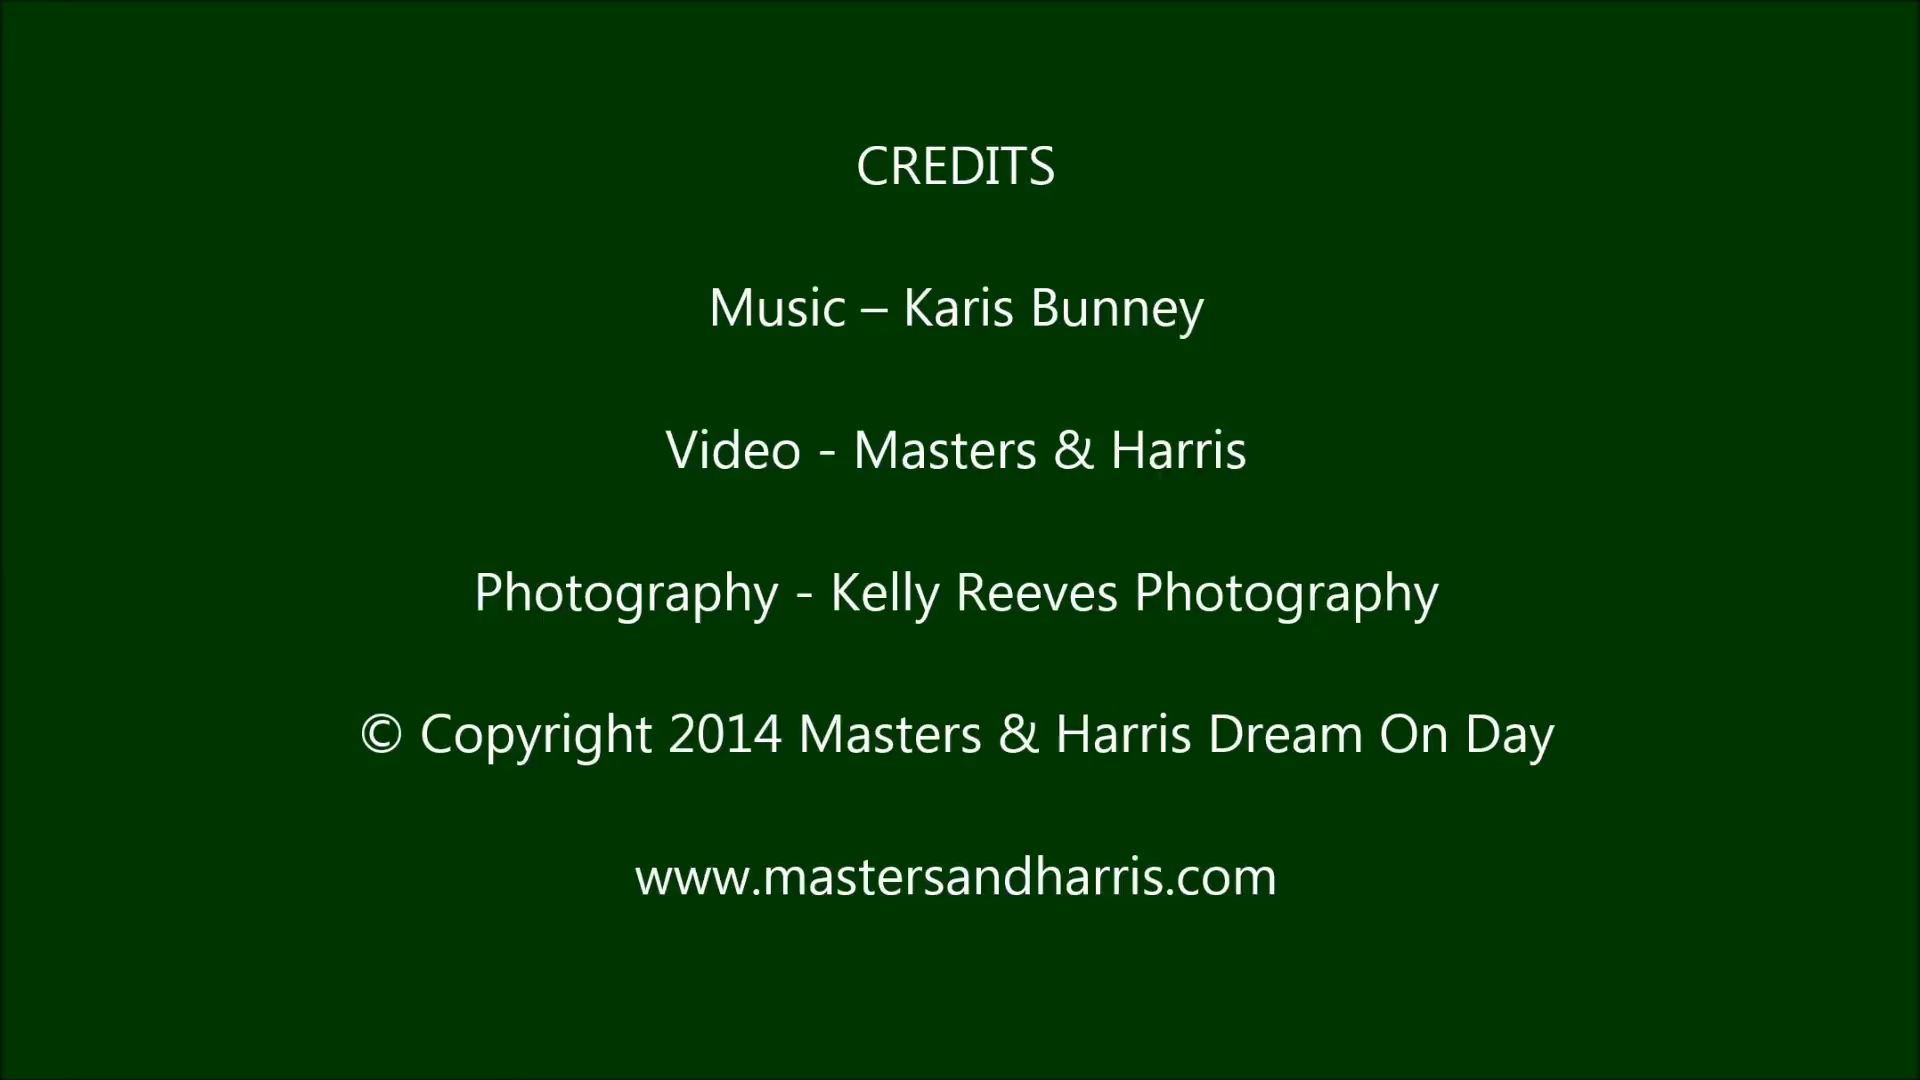 CREDITS
Music – Karis Bunney
Video - Masters & Harris
Photography - Kelly Reeves Photography
© Copyright 2014 Masters & Harris Dream On Day
www.mastersandharris.com